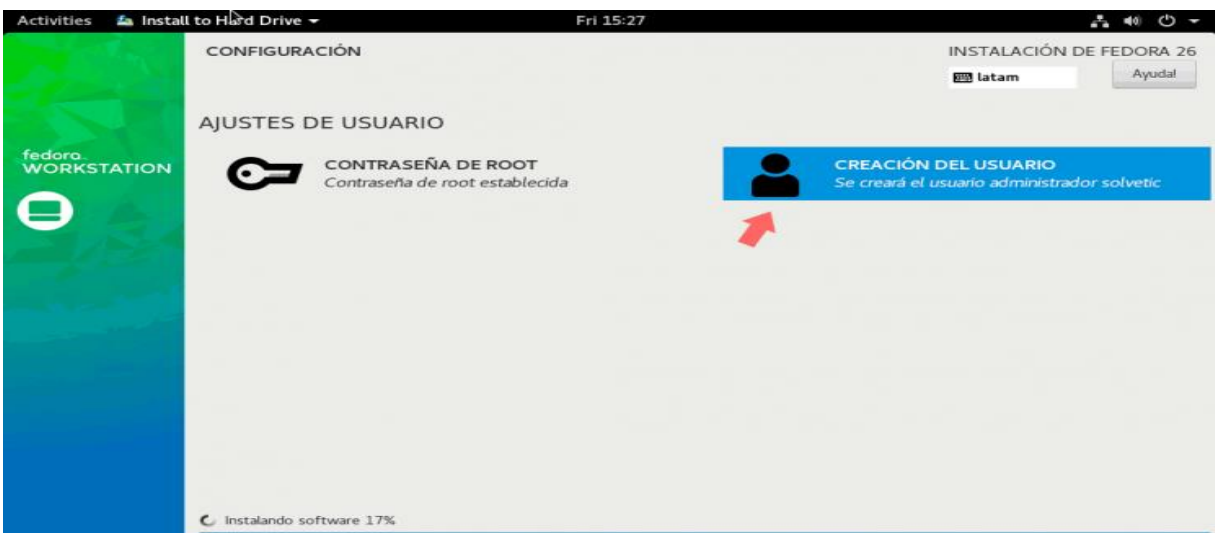 Activities Install to Hard Drive Fri 15:27
CONFIGURACIÓN
INSTALACIÓN DE FEDORA 26
latam
Ayuda!
AJUSTES DE USUARIO
fedora
WORKSTATION
CONTRASEÑA DE ROOT
Contraseña de root establecida
CREACIÓN DEL USUARIO
Se creará el usuario administrador solvetic
Instalando software 17%